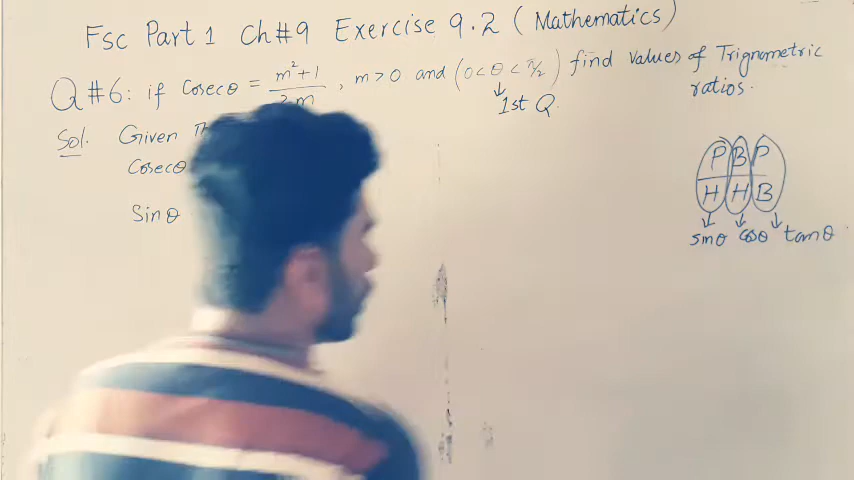 Fsc Part 1 Ch#9 Exercise 9.2 (Mathematics)
Q#6: if Cosecθ = m²+1 / 2m, m>0 and (0<θ<π/2) find values of Trignometric
ratios.
1st Q.
Sol. Given
Cosecθ
Sinθ
P B P
H H B
sinθ cosθ tanθ